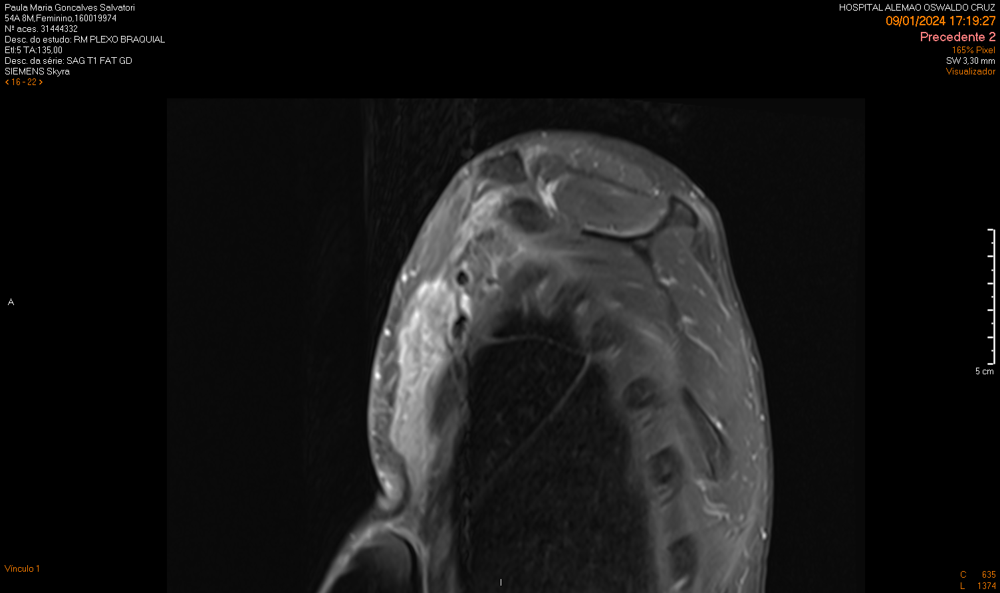 Paula Maria Goncalves Salvatori
54A 8M,Feminino,160019974
Nº aces. 31444332
Desc. do estudo: RM PLEXO BRAQUIAL
Etl:5 TA:135,00
Desc. da série: SAG T1 FAT GD
SIEMENS Skyra
< 16 - 22 >
HOSPITAL ALEMAO OSWALDO CRUZ
09/01/2024 17:19:27
Precedente 2
165% Pixel
SW 3,30 mm
Visualizador
A
5 cm
Vínculo 1
I
C 635
L 1374